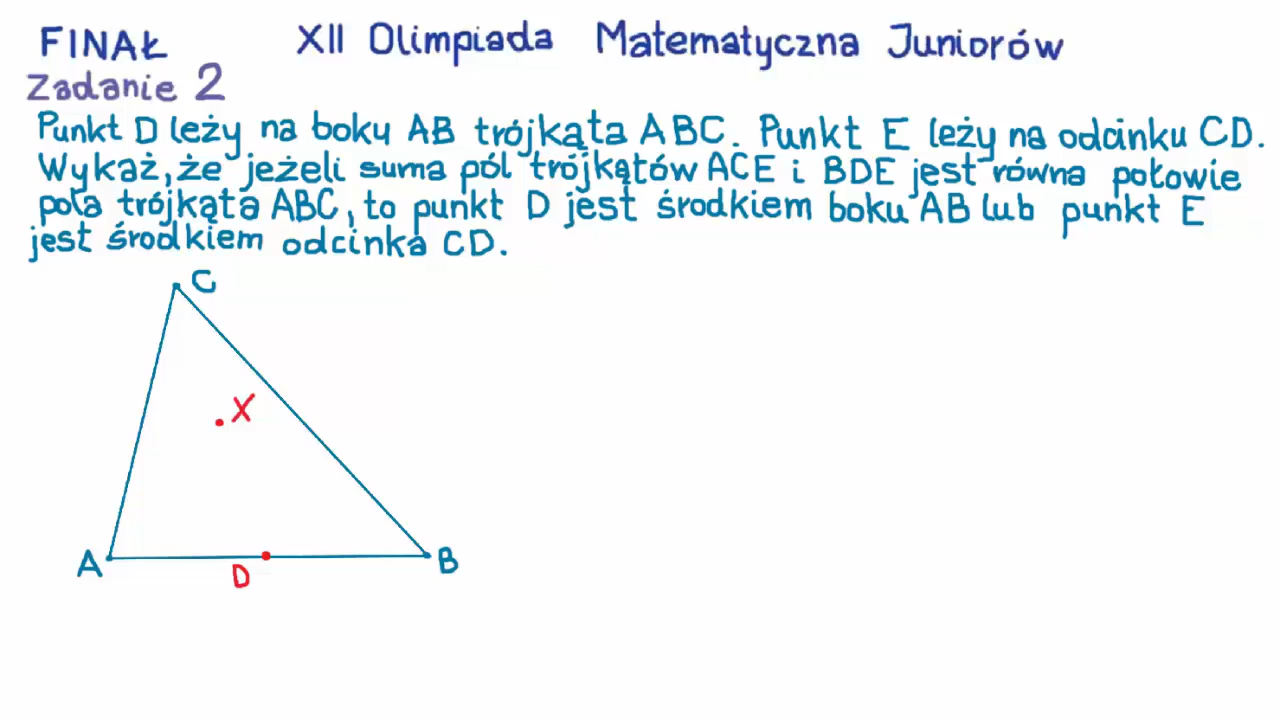 FINAŁ XII Olimpiada Matematyczna Juniorów
Zadanie 2
Punkt D leży na boku AB trójkąta ABC. Punkt E leży na odcinku CD.
Wykaż, że jeżeli suma pól trójkątów ACE i BDE jest równa połowie
pola trójkąta ABC, to punkt D jest środkiem boku AB lub punkt E
jest środkiem odcinka CD.
C
X
A
B
D